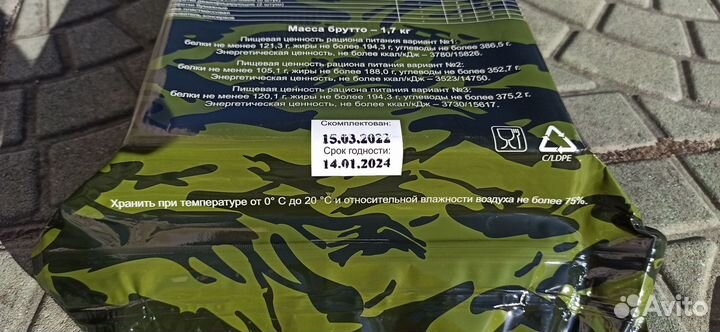 Масса брутто – 1,7 кг
Пищевая ценность рациона питания вариант №1:
белки не менее 121,3 г, жиры не более 194,3 г, углеводы не более 386,5 г.
Энергетическая ценность, не более ккал/кДж – 3780/15826.
Пищевая ценность рациона питания вариант №2:
белки не менее 105,1 г, жиры не более 188,0 г, углеводы не более 352,7 г.
Энергетическая ценность, не более ккал/кДж – 3523/14750.
Пищевая ценность рациона питания вариант №3:
белки не менее 120,1 г, жиры не более 194,3 г, углеводы не более 375,2 г.
Энергетическая ценность, не более ккал/кДж – 3730/15617.
Скомплектован:
15.03.2022
Срок годности:
14.01.2024
C/LDPE
Хранить при температуре от 0° С до 20 °С и относительной влажности воздуха не более 75%.
Avito